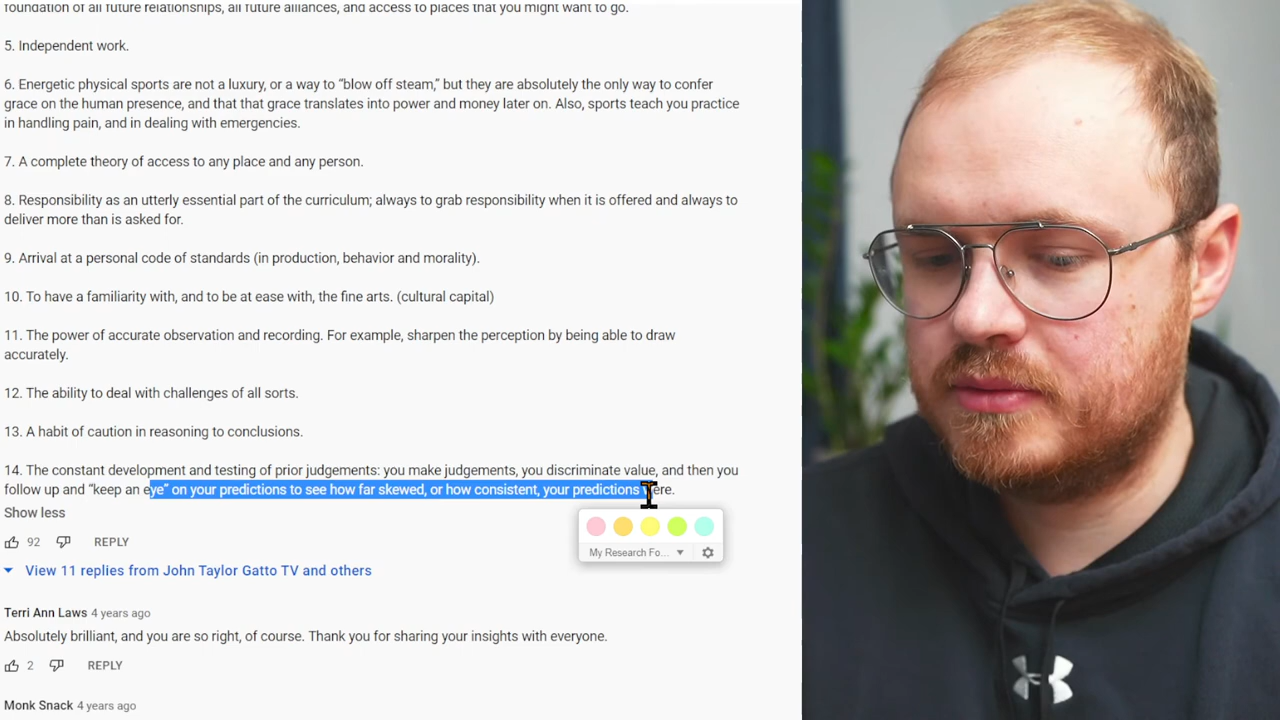 foundation of all future relationships, all future alliances, and access to places that you might want to go.
5. Independent work.
6. Energetic physical sports are not a luxury, or a way to “blow off steam,” but they are absolutely the only way to confer
grace on the human presence, and that that grace translates into power and money later on. Also, sports teach you practice
in handling pain, and in dealing with emergencies.
7. A complete theory of access to any place and any person.
8. Responsibility as an utterly essential part of the curriculum; always to grab responsibility when it is offered and always to
deliver more than is asked for.
9. Arrival at a personal code of standards (in production, behavior and morality).
10. To have a familiarity with, and to be at ease with, the fine arts. (cultural capital)
11. The power of accurate observation and recording. For example, sharpen the perception by being able to draw
accurately.
12. The ability to deal with challenges of all sorts.
13. A habit of caution in reasoning to conclusions.
14. The constant development and testing of prior judgements: you make judgements, you discriminate value, and then you
follow up and “keep an eye” on your predictions to see how far skewed, or how consistent, your predictions were.
Show less
92 REPLY
My Research Fo...
View 11 replies from John Taylor Gatto TV and others
Terri Ann Laws 4 years ago
Absolutely brilliant, and you are so right, of course. Thank you for sharing your insights with everyone.
2 REPLY
Monk Snack 4 years ago